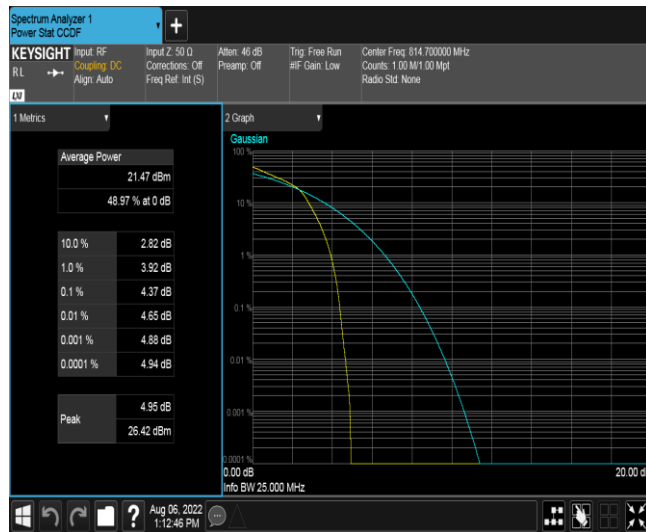 Spectrum Analyzer 1
Power Stat CCDF
+
KEYSIGHT
RL
LXI
Input: RF
Coupling: DC
Align: Auto
Input Z: 50 Ω
Corrections: Off
Freq Ref: Int (S)
Atten: 46 dB
Preamp: Off
Trig: Free Run
#IF Gain: Low
Center Freq: 814.700000 MHz
Counts: 1.00 M/1.00 Mpt
Radio Std: None
1 Metrics
Average Power
21.47 dBm
48.97 % at 0 dB
10.0 % 2.82 dB
1.0 % 3.92 dB
0.1 % 4.37 dB
0.01 % 4.65 dB
0.001 % 4.88 dB
0.0001 % 4.94 dB
Peak
4.95 dB
26.42 dBm
2 Graph
Gaussian
100 %
10 %
1 %
0.1 %
0.01 %
0.001 %
0.0001 %
0.00 dB
20.00 d
Info BW 25.000 MHz
?
Aug 06, 2022
1:12:46 PM